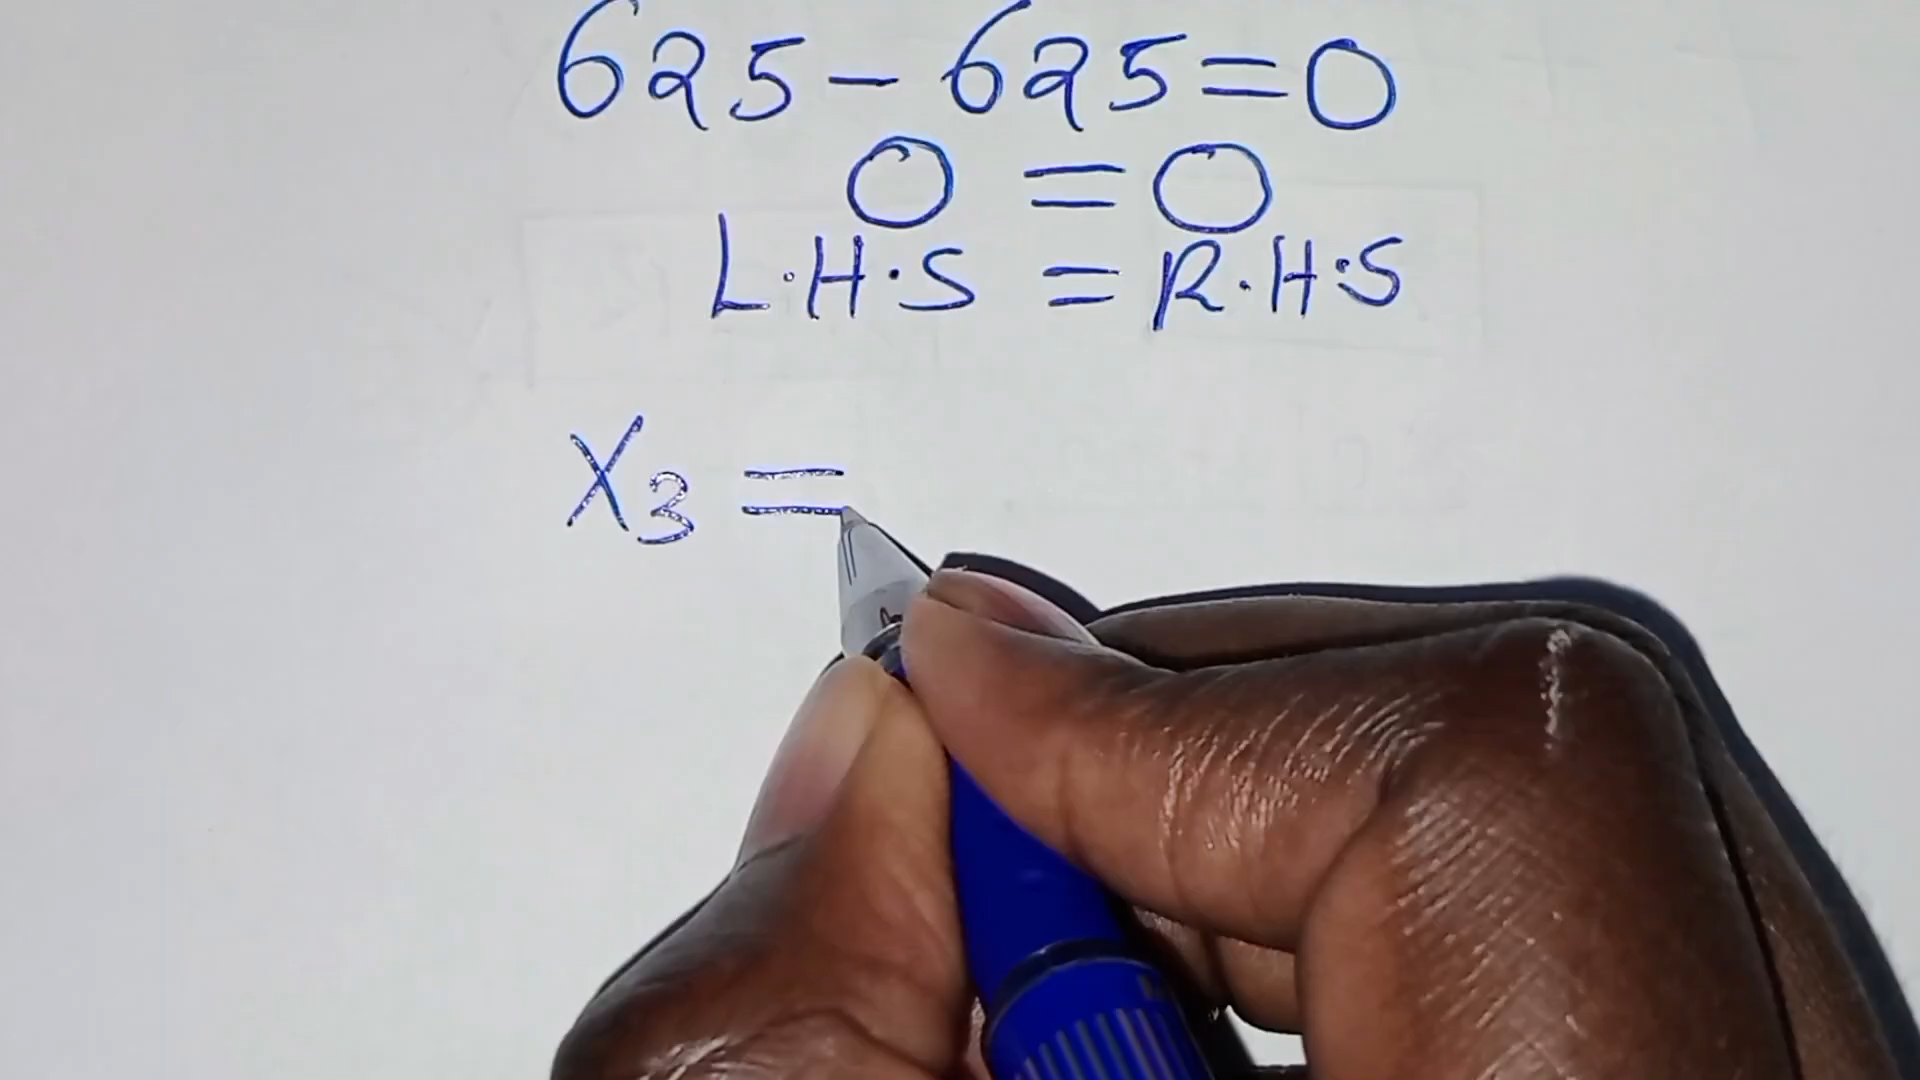 625 - 625 = 0
0 = 0
L.H.S = R.H.S
X₃ =